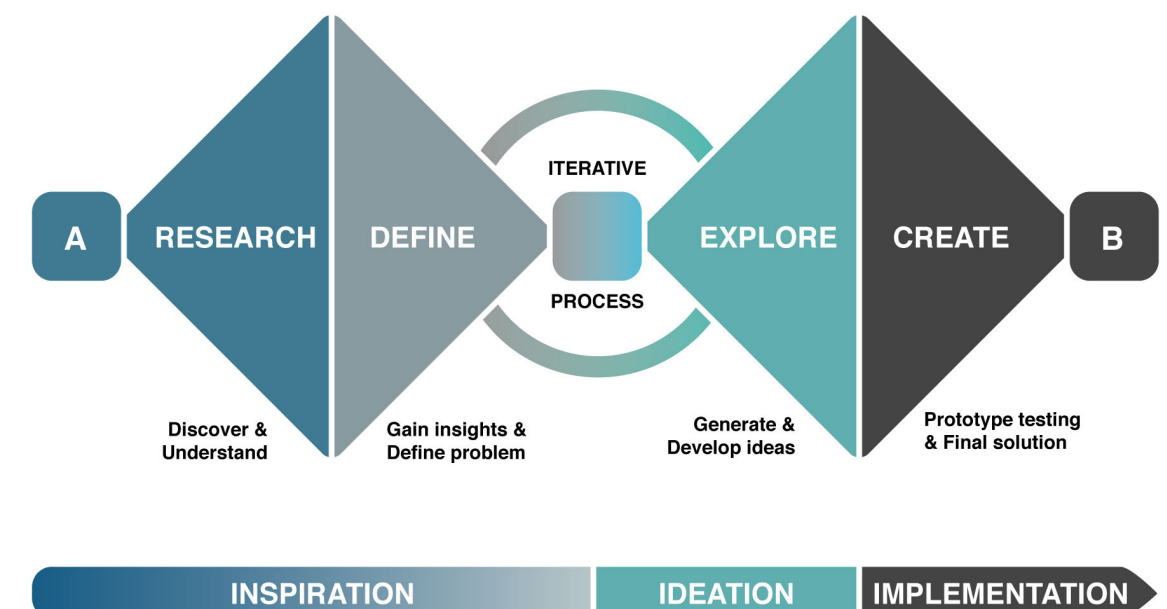 ITERATIVE
A
RESEARCH
DEFINE
EXPLORE
CREATE
B
PROCESS
Discover &
Understand
Gain insights &
Define problem
Generate &
Develop ideas
Prototype testing
& Final solution
INSPIRATION
IDEATION
IMPLEMENTATION